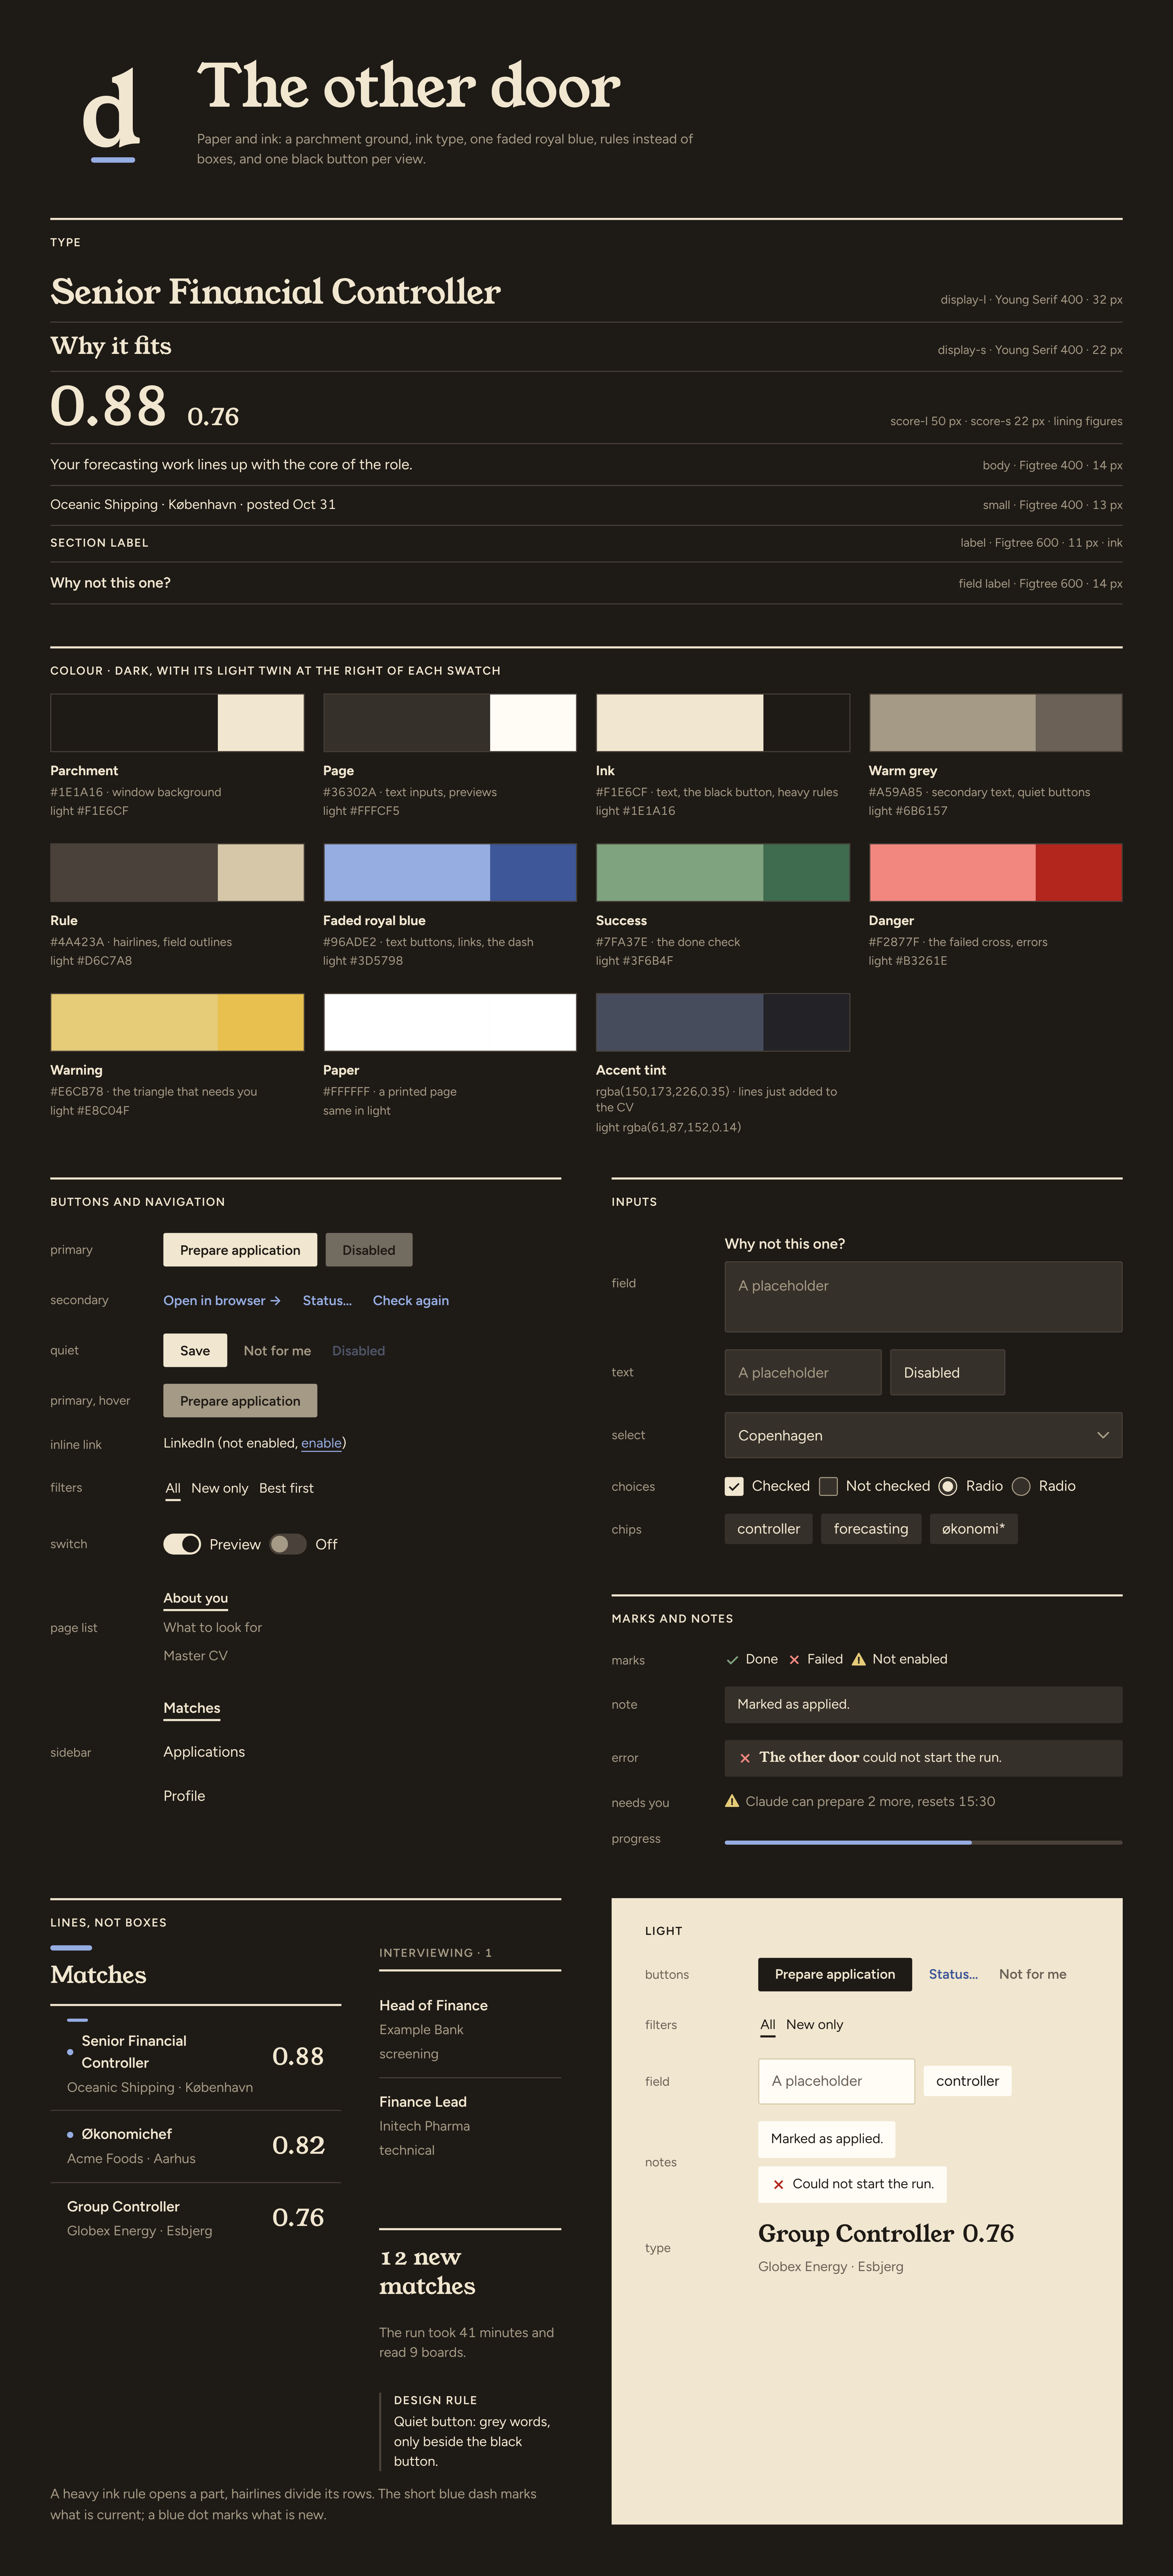 d
The other door
Paper and ink: a parchment ground, ink type, one faded royal blue, rules instead of
boxes, and one black button per view.
TYPE
Senior Financial Controller
display-l · Young Serif 400 · 32 px
Why it fits
display-s · Young Serif 400 · 22 px
0.88 0.76
score-l 50 px · score-s 22 px · lining figures
Your forecasting work lines up with the core of the role.
body · Figtree 400 · 14 px
Oceanic Shipping · København · posted Oct 31
small · Figtree 400 · 13 px
SECTION LABEL
label · Figtree 600 · 11 px · ink
Why not this one?
field label · Figtree 600 · 14 px
COLOUR · DARK, WITH ITS LIGHT TWIN AT THE RIGHT OF EACH SWATCH
Parchment
#1E1A16 · window background
light #F1E6CF
Page
#36302A · text inputs, previews
light #FFFCF5
Ink
#F1E6CF · text, the black button, heavy rules
light #1E1A16
Warm grey
#A59A85 · secondary text, quiet buttons
light #6B6157
Rule
#4A423A · hairlines, field outlines
light #D6C7A8
Faded royal blue
#96ADE2 · text buttons, links, the dash
light #3D5798
Success
#7FA37E · the done check
light #3F6B4F
Danger
#F2877F · the failed cross, errors
light #B3261E
Warning
#E6CB78 · the triangle that needs you
light #E8C04F
Paper
#FFFFFF · a printed page
same in light
Accent tint
rgba(150,173,226,0.35) · lines just added to
the CV
light rgba(61,87,152,0.14)
BUTTONS AND NAVIGATION
primary
Prepare application
Disabled
secondary
Open in browser →
Status…
Check again
quiet
Save
Not for me
Disabled
primary, hover
Prepare application
inline link
LinkedIn (not enabled, enable)
filters
All
New only
Best first
switch
Preview
Off
page list
About you
What to look for
Master CV
sidebar
Matches
Applications
Profile
INPUTS
field
Why not this one?
A placeholder
text
A placeholder
Disabled
select
Copenhagen
choices
Checked
Not checked
Radio
Radio
chips
controller
forecasting
økonomi*
MARKS AND NOTES
marks
Done
Failed
Not enabled
note
Marked as applied.
error
The other door could not start the run.
needs you
Claude can prepare 2 more, resets 15:30
progress
LINES, NOT BOXES
Matches
Senior Financial
Controller
Oceanic Shipping · København
0.88
Økonomichef
Acme Foods · Aarhus
0.82
Group Controller
Globex Energy · Esbjerg
0.76
INTERVIEWING · 1
Head of Finance
Example Bank
screening
Finance Lead
Initech Pharma
technical
12 new
matches
The run took 41 minutes and
read 9 boards.
DESIGN RULE
Quiet button: grey words,
only beside the black
button.
A heavy ink rule opens a part, hairlines divide its rows. The short blue dash marks
what is current; a blue dot marks what is new.
LIGHT
buttons
Prepare application
Status…
Not for me
filters
All
New only
field
A placeholder
controller
notes
Marked as applied.
Could not start the run.
type
Group Controller 0.76
Globex Energy · Esbjerg